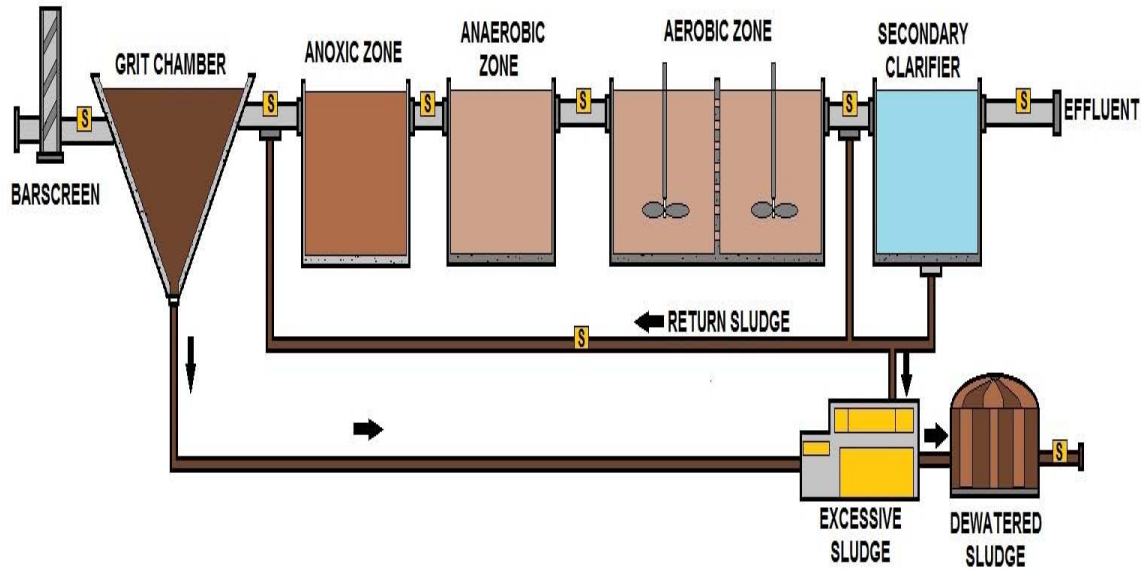 GRIT CHAMBER
ANOXIC ZONE
ANAEROBIC
ZONE
AEROBIC ZONE
SECONDARY
CLARIFIER
S
S
S
S
S
S
EFFLUENT
BARSCREEN
RETURN SLUDGE
S
S
EXCESSIVE
SLUDGE
DEWATERED
SLUDGE